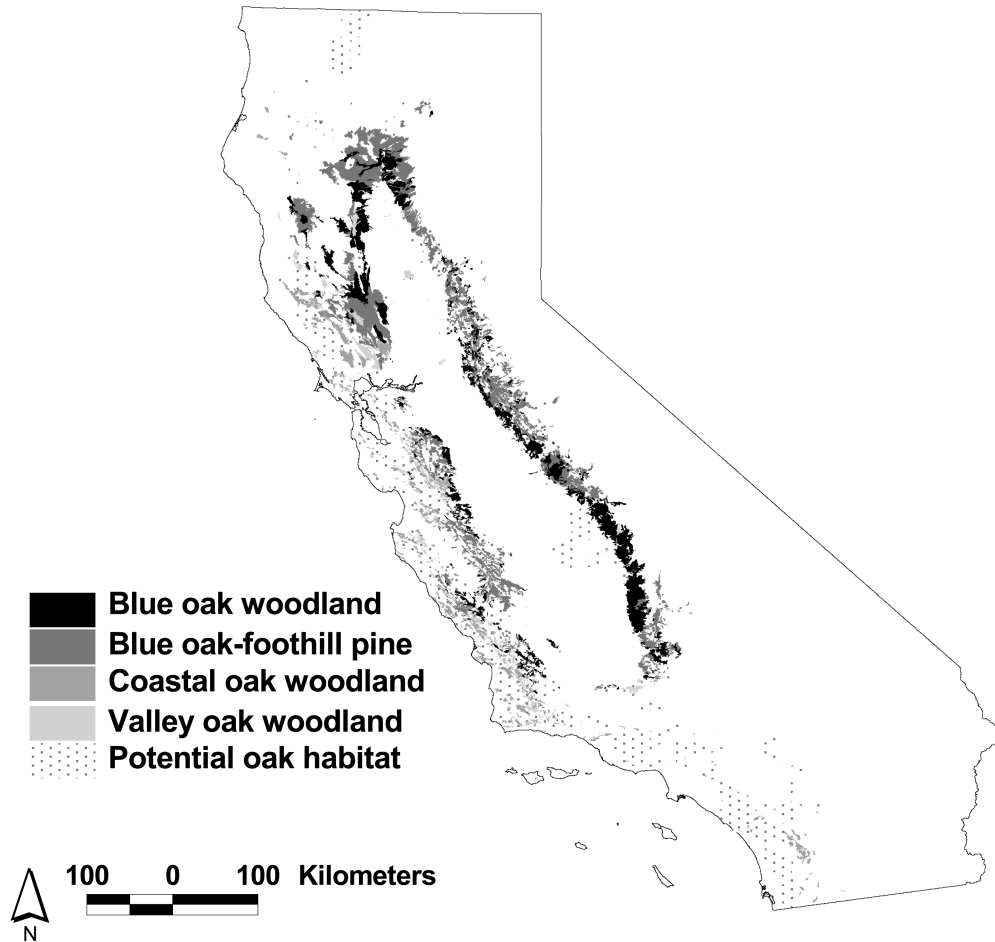 Blue oak woodland
Blue oak-foothill pine
Coastal oak woodland
Valley oak woodland
Potential oak habitat
100 0 100 Kilometers
N